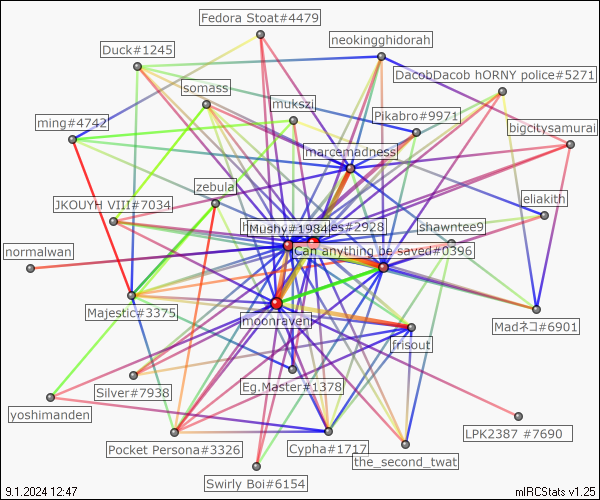 Fedora Stoat#4479
neokingghidorah
Duck#1245
DacobDacob hORNY police#5271
somass
mukszi
Pikabro#9971
ming#4742
bigcitysamurai
marcemadness
zebula
eliakith
JKOUYH VIII#7034
Mushy#1984
es#2928
shawntee9
normalwan
Can anything be saved#0396
Majestic#3375
moonraven
Madネコ#6901
frisout
Silver#7938
Eg.Master#1378
yoshimanden
LPK2387 #7690
Pocket Persona#3326
Cypha#1717
the_second_twat
Swirly Boi#6154
9.1.2024 12:47
mIRCStats v1.25